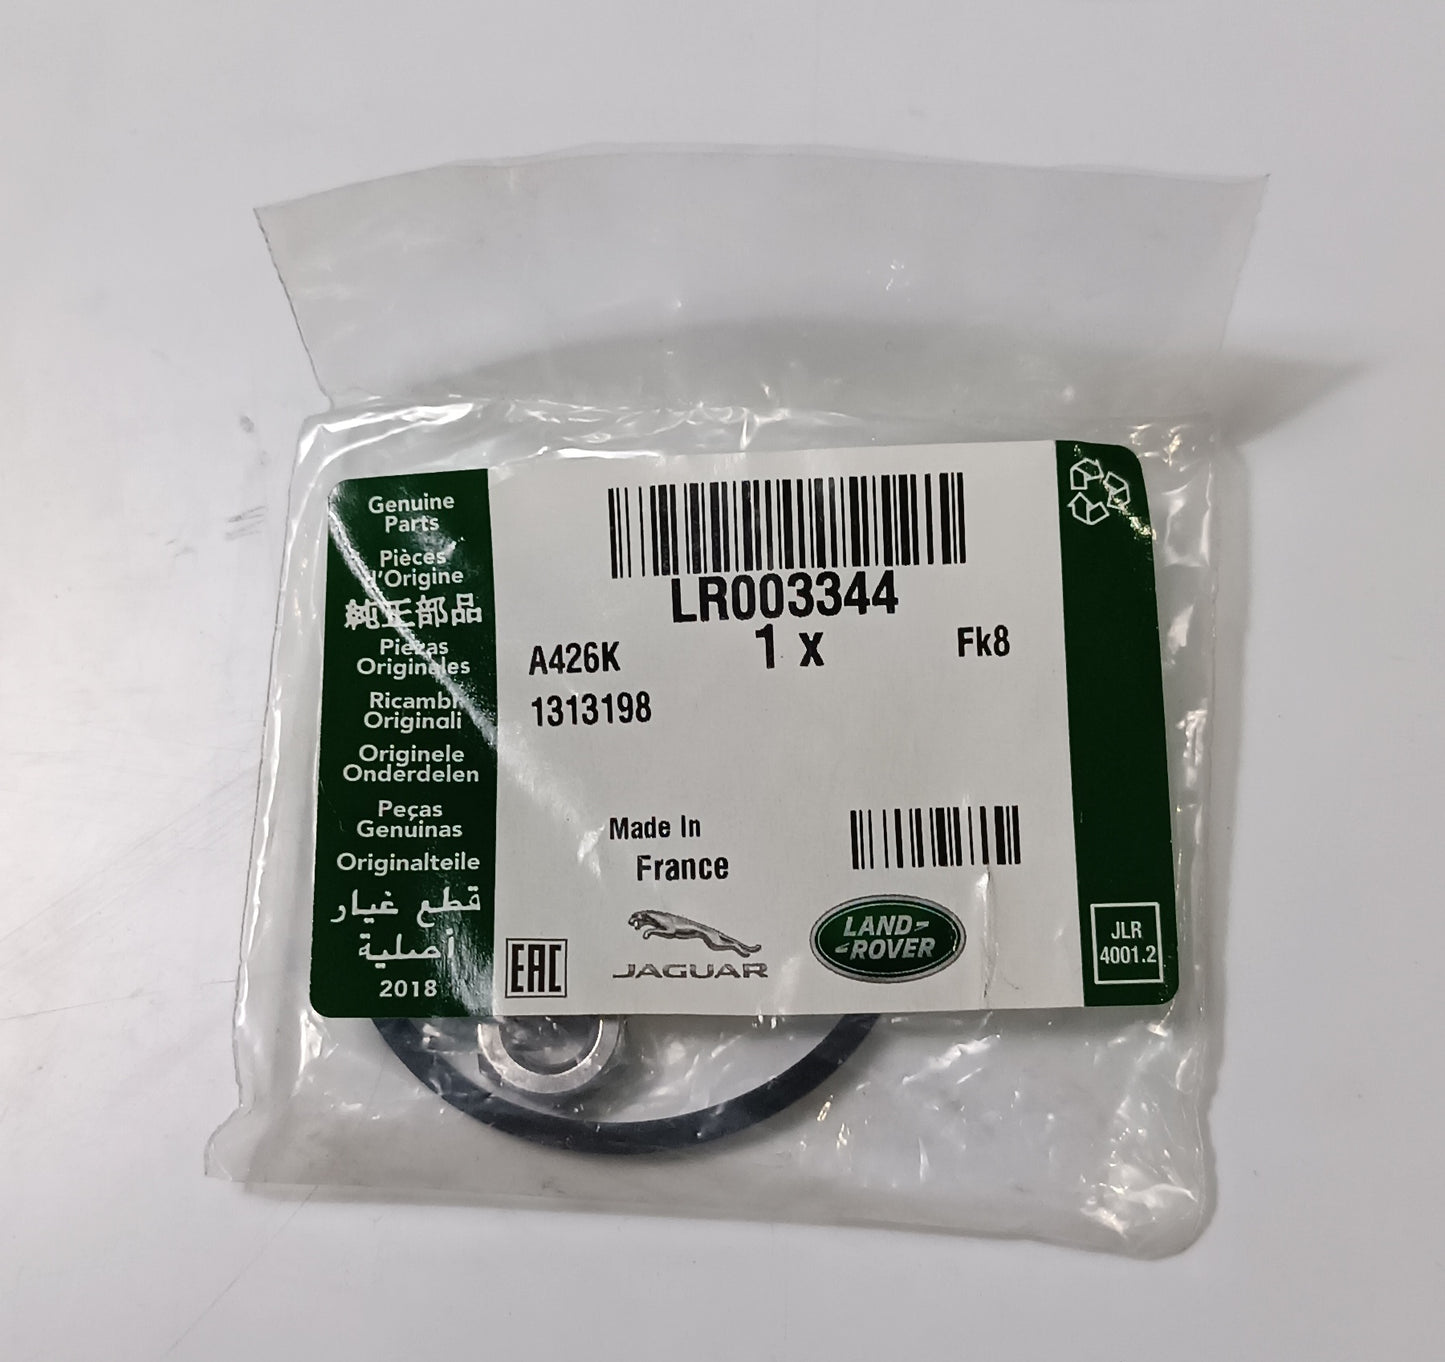 Genuine
Parts
Pièces
d'Origine
純正部品
Piezas
Originales
Ricambi
Originali
Originele
Onderdelen
Peças
Genuinas
Originalteile
قطع غيار
أصلية
2018
LR003344
A426K
1 x
Fk8
1313198
Made In
France
EAC
JAGUAR
LAND-
-ROVER
JLR
4001.2